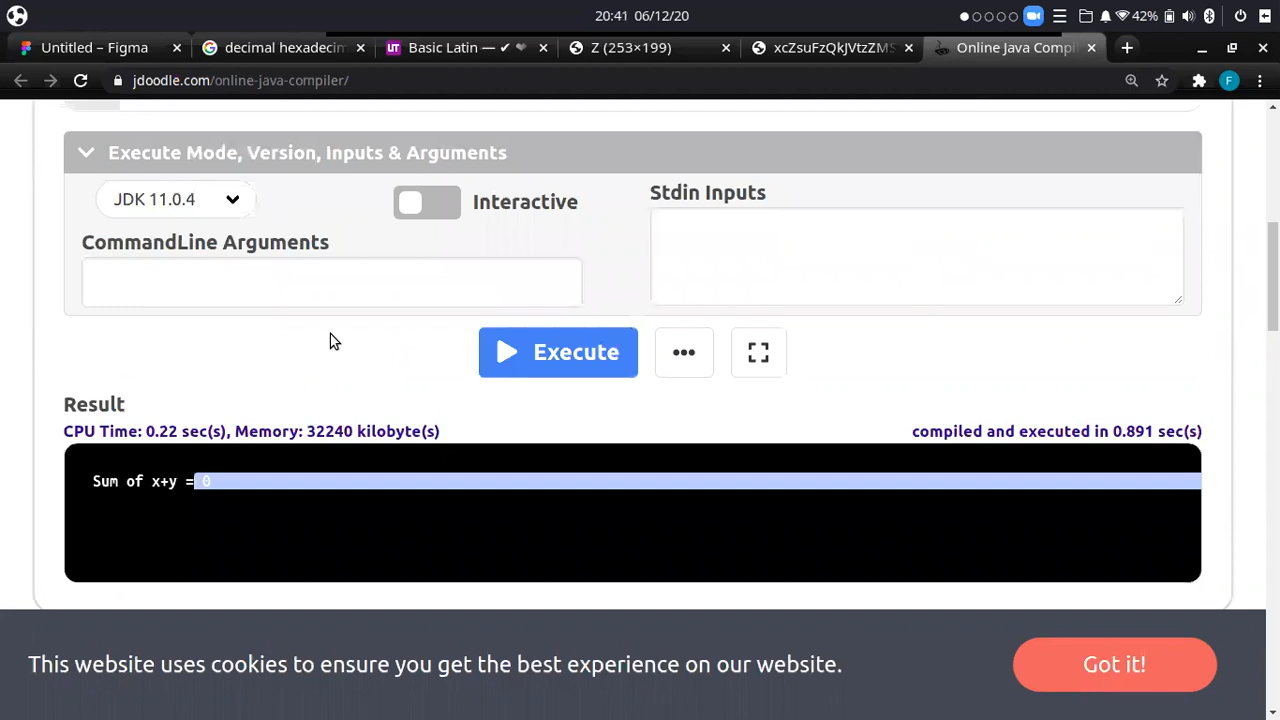 20:41 06/12/20
42%
Untitled – Figma
decimal hexadecim
UT Basic Latin — ✔ ❤
Z (253×199)
xcZsuFzQkJVtzZMS
Online Java Compi
jdoodle.com/online-java-compiler/
F
Execute Mode, Version, Inputs & Arguments
JDK 11.0.4
Interactive
Stdin Inputs
CommandLine Arguments
Execute
Result
CPU Time: 0.22 sec(s), Memory: 32240 kilobyte(s)
compiled and executed in 0.891 sec(s)
Sum of x+y = 0
This website uses cookies to ensure you get the best experience on our website.
Got it!